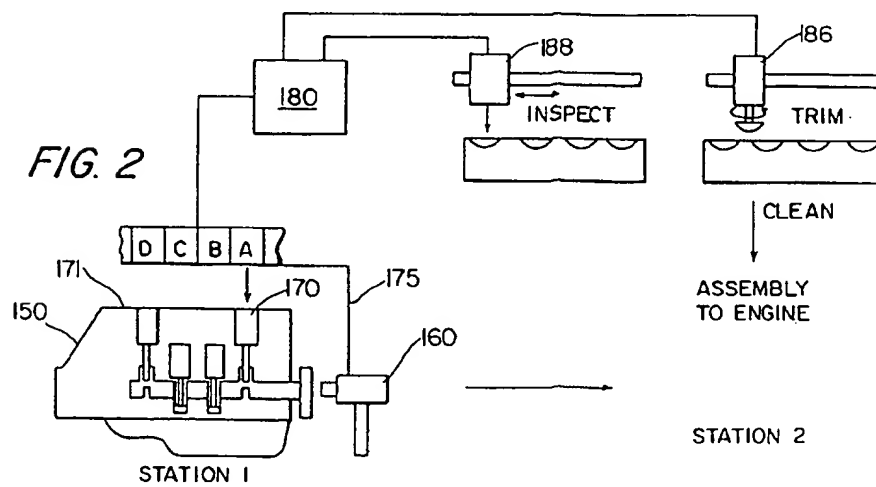 186
188
180
INSPECT
TRIM
FIG. 2
CLEAN
D C B A
171
170
175
150
160
ASSEMBLY
TO ENGINE
STATION 1
STATION 2